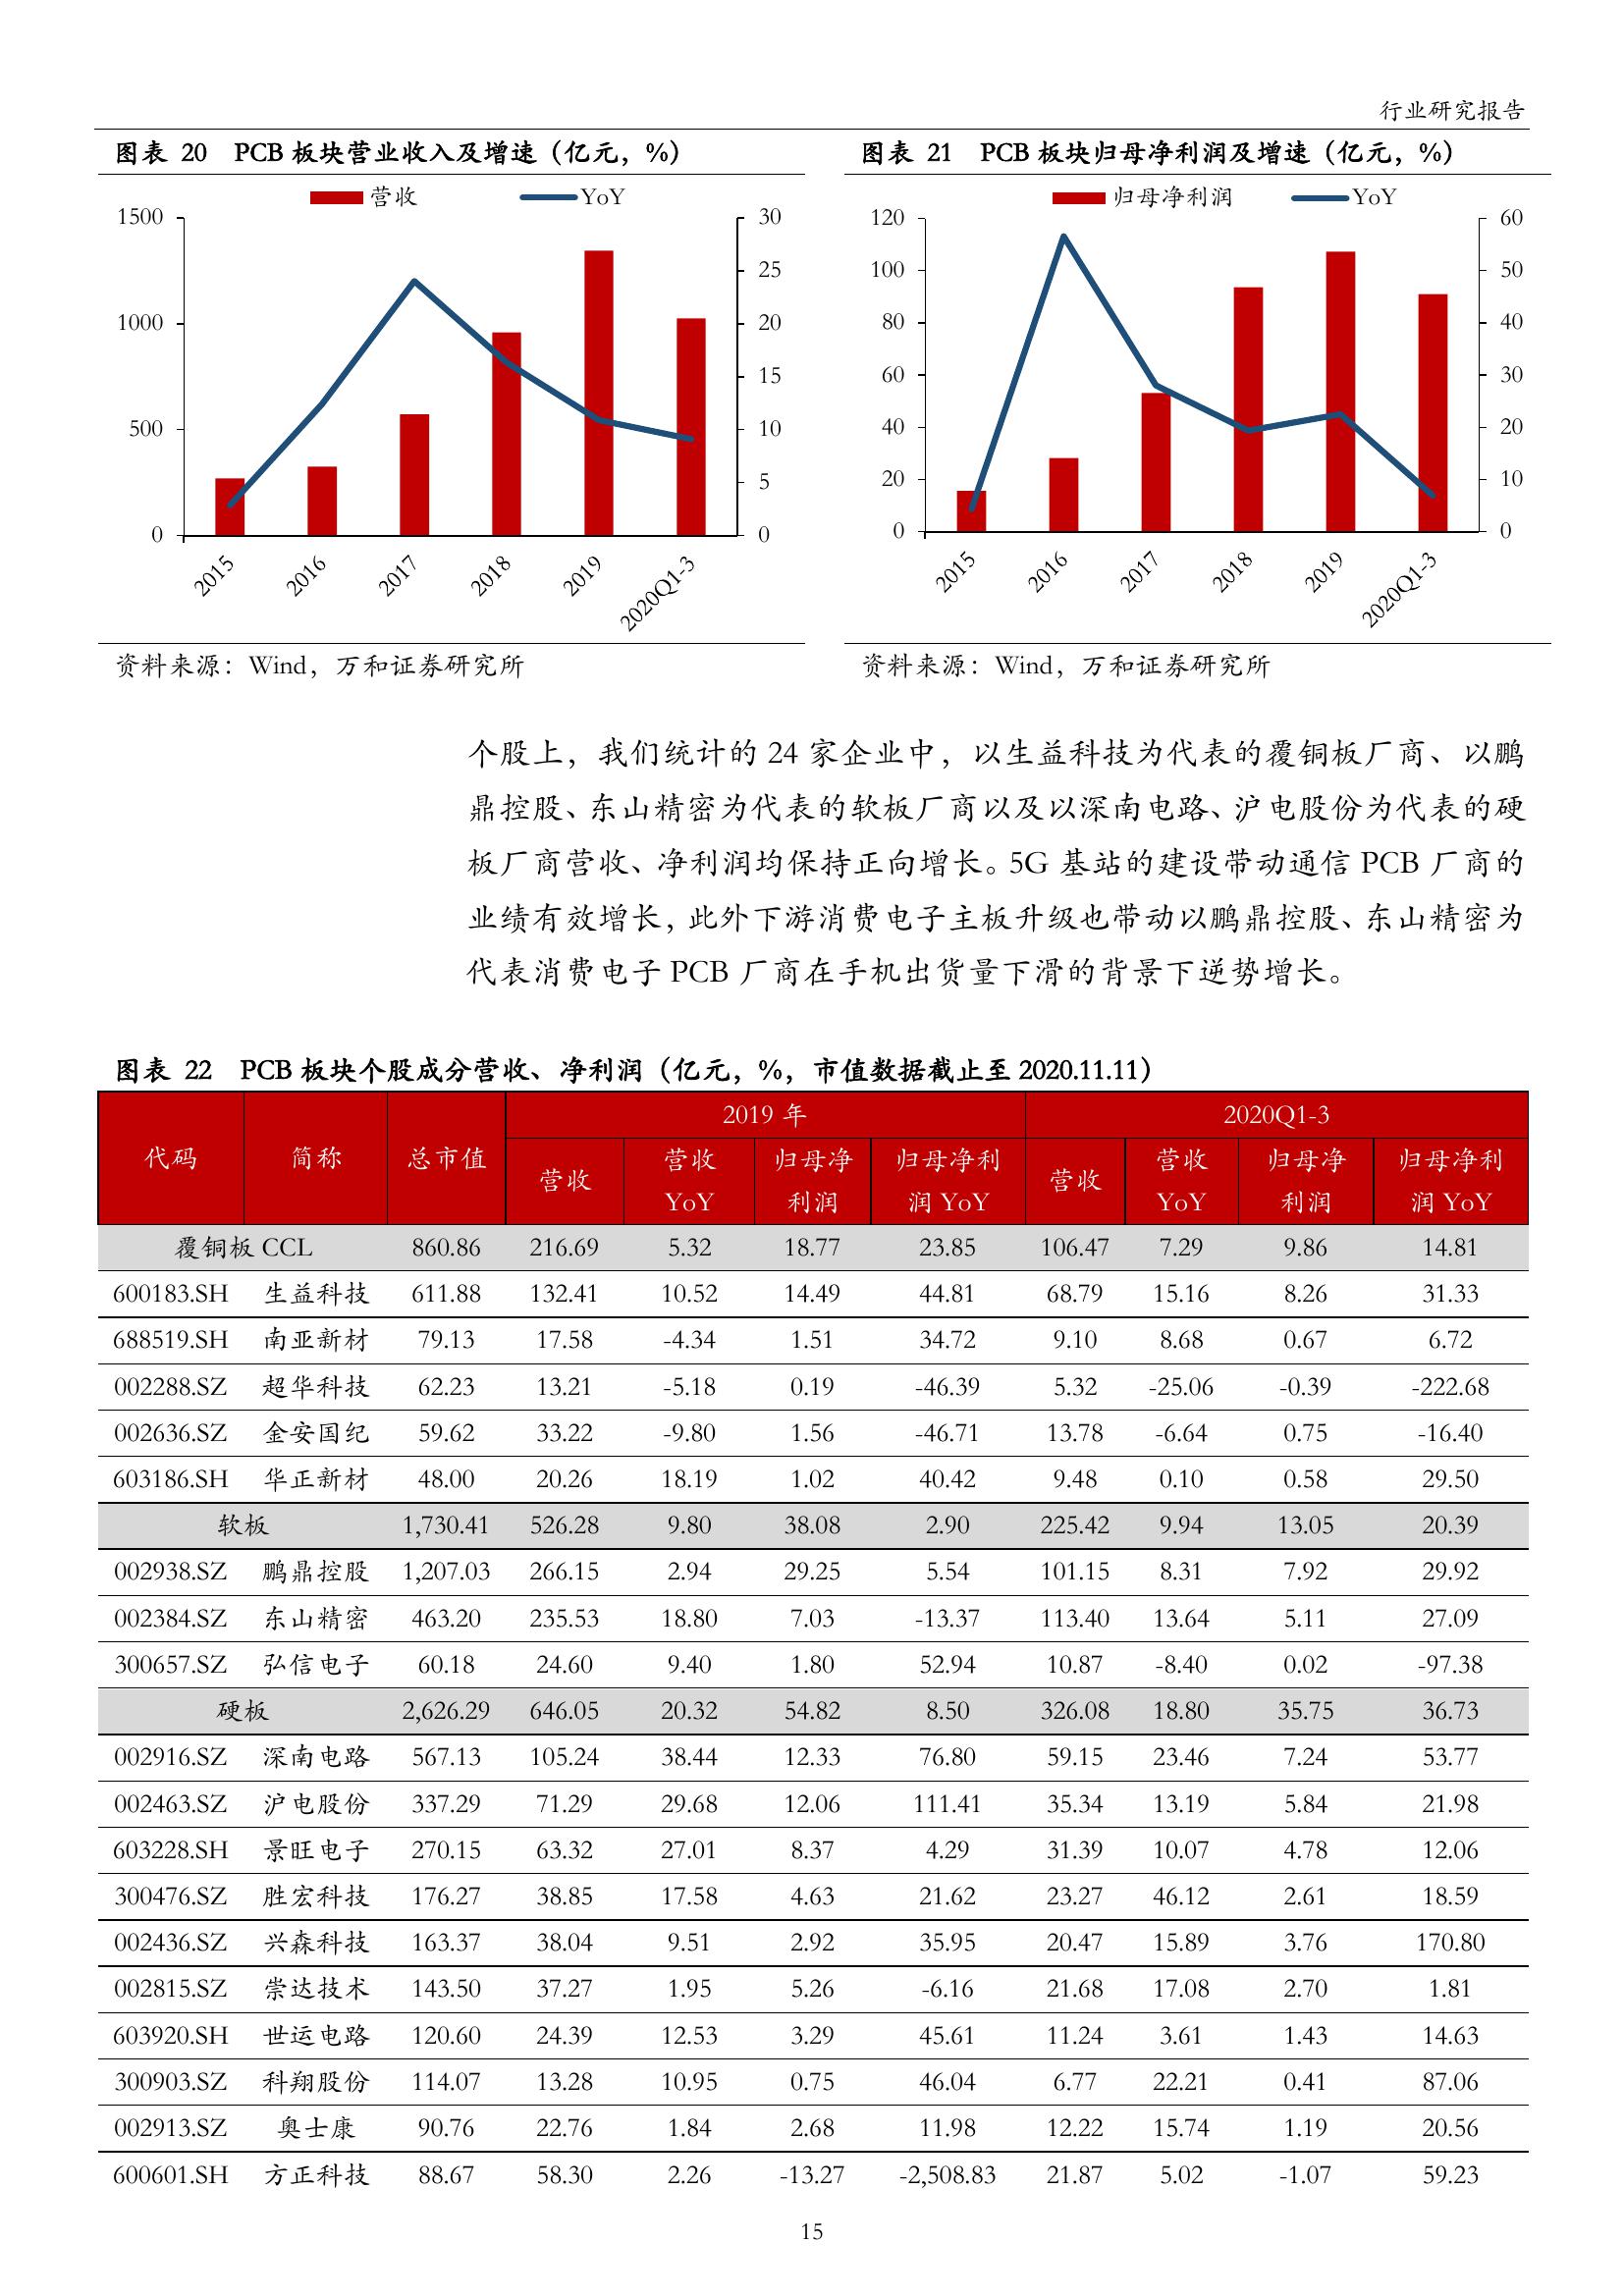 行业研究报告
图表 20 PCB 板块营业收入及增速（亿元，%）
营收 YoY
1500
1000
500
0
30
25
20
15
10
5
0
2015 2016 2017 2018 2019 2020Q1-3
资料来源：Wind，万和证券研究所
图表 21 PCB 板块归母净利润及增速（亿元，%）
归母净利润 YoY
120
100
80
60
40
20
0
60
50
40
30
20
10
0
2015 2016 2017 2018 2019 2020Q1-3
资料来源：Wind，万和证券研究所
个股上，我们统计的 24 家企业中，以生益科技为代表的覆铜板厂商、以鹏
鼎控股、东山精密为代表的软板厂商以及以深南电路、沪电股份为代表的硬
板厂商营收、净利润均保持正向增长。5G 基站的建设带动通信 PCB 厂商的
业绩有效增长，此外下游消费电子主板升级也带动以鹏鼎控股、东山精密为
代表消费电子 PCB 厂商在手机出货量下滑的背景下逆势增长。
图表 22 PCB 板块个股成分营收、净利润（亿元，%，市值数据截止至 2020.11.11）
2019 年 2020Q1-3
代码 简称 总市值 营收 营收 YoY 归母净利润 归母净利润 YoY 营收 营收 YoY 归母净利润 归母净利润 YoY
覆铜板 CCL 860.86 216.69 5.32 18.77 23.85 106.47 7.29 9.86 14.81
600183.SH 生益科技 611.88 132.41 10.52 14.49 44.81 68.79 15.16 8.26 31.33
688519.SH 南亚新材 79.13 17.58 -4.34 1.51 34.72 9.10 8.68 0.67 6.72
002288.SZ 超华科技 62.23 13.21 -5.18 0.19 -46.39 5.32 -25.06 -0.39 -222.68
002636.SZ 金安国纪 59.62 33.22 -9.80 1.56 -46.71 13.78 -6.64 0.75 -16.40
603186.SH 华正新材 48.00 20.26 18.19 1.02 40.42 9.48 0.10 0.58 29.50
软板 1,730.41 526.28 9.80 38.08 2.90 225.42 9.94 13.05 20.39
002938.SZ 鹏鼎控股 1,207.03 266.15 2.94 29.25 5.54 101.15 8.31 7.92 29.92
002384.SZ 东山精密 463.20 235.53 18.80 7.03 -13.37 113.40 13.64 5.11 27.09
300657.SZ 弘信电子 60.18 24.60 9.40 1.80 52.94 10.87 -8.40 0.02 -97.38
硬板 2,626.29 646.05 20.32 54.82 8.50 326.08 18.80 35.75 36.73
002916.SZ 深南电路 567.13 105.24 38.44 12.33 76.80 59.15 23.46 7.24 53.77
002463.SZ 沪电股份 337.29 71.29 29.68 12.06 111.41 35.34 13.19 5.84 21.98
603228.SH 景旺电子 270.15 63.32 27.01 8.37 4.29 31.39 10.07 4.78 12.06
300476.SZ 胜宏科技 176.27 38.85 17.58 4.63 21.62 23.27 46.12 2.61 18.59
002436.SZ 兴森科技 163.37 38.04 9.51 2.92 35.95 20.47 15.89 3.76 170.80
002815.SZ 崇达技术 143.50 37.27 1.95 5.26 -6.16 21.68 17.08 2.70 1.81
603920.SH 世运电路 120.60 24.39 12.53 3.29 45.61 11.24 3.61 1.43 14.63
300903.SZ 科翔股份 114.07 13.28 10.95 0.75 46.04 6.77 22.21 0.41 87.06
002913.SZ 奥士康 90.76 22.76 1.84 2.68 11.98 12.22 15.74 1.19 20.56
600601.SH 方正科技 88.67 58.30 2.26 -13.27 -2,508.83 21.87 5.02 -1.07 59.23
15